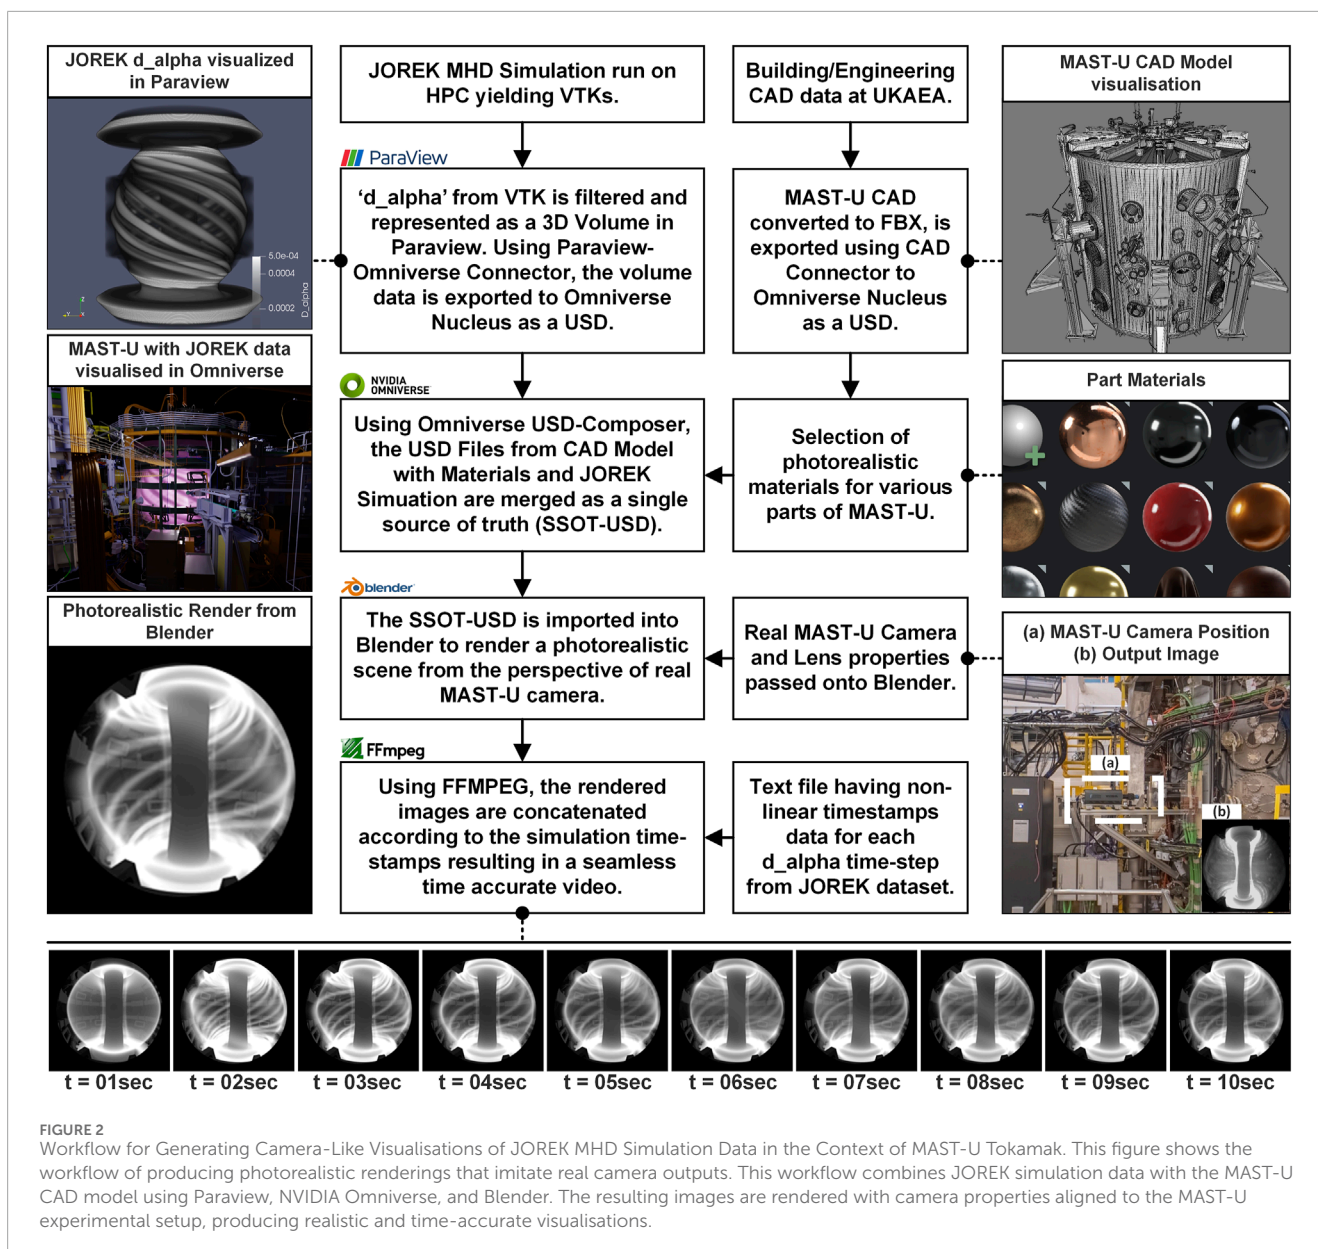 JOREK d_alpha visualized
in Paraview
5.0e-04
0.0004
0.0002
D_alpha
Z
Y
X
MAST-U with JOREK data
visualised in Omniverse
Photorealistic Render from
Blender
JOREK MHD Simulation run on
HPC yielding VTKs.
ParaView
‘d_alpha’ from VTK is filtered and
represented as a 3D Volume in
Paraview. Using Paraview-
Omniverse Connector, the volume
data is exported to Omniverse
Nucleus as a USD.
NVIDIA
OMNIVERSE
Using Omniverse USD-Composer,
the USD Files from CAD Model
with Materials and JOREK
Simuation are merged as a single
source of truth (SSOT-USD).
blender
The SSOT-USD is imported into
Blender to render a photorealistic
scene from the perspective of real
MAST-U camera.
FFmpeg
Using FFMPEG, the rendered
images are concatenated
according to the simulation time-
stamps resulting in a seamless
time accurate video.
Building/Engineering
CAD data at UKAEA.
MAST-U CAD
converted to FBX, is
exported using CAD
Connector to
Omniverse Nucleus
as a USD.
Selection of
photorealistic
materials for various
parts of MAST-U.
Real MAST-U Camera
and Lens properties
passed onto Blender.
Text file having non-
linear timestamps
data for each
d_alpha time-step
from JOREK dataset.
MAST-U CAD Model
visualisation
Part Materials
(a) MAST-U Camera Position
(b) Output Image
(a)
(b)
t = 01sec
t = 02sec
t = 03sec
t = 04sec
t = 05sec
t = 06sec
t = 07sec
t = 08sec
t = 09sec
t = 10sec
FIGURE 2
Workflow for Generating Camera-Like Visualisations of JOREK MHD Simulation Data in the Context of MAST-U Tokamak. This figure shows the
workflow of producing photorealistic renderings that imitate real camera outputs. This workflow combines JOREK simulation data with the MAST-U
CAD model using Paraview, NVIDIA Omniverse, and Blender. The resulting images are rendered with camera properties aligned to the MAST-U
experimental setup, producing realistic and time-accurate visualisations.